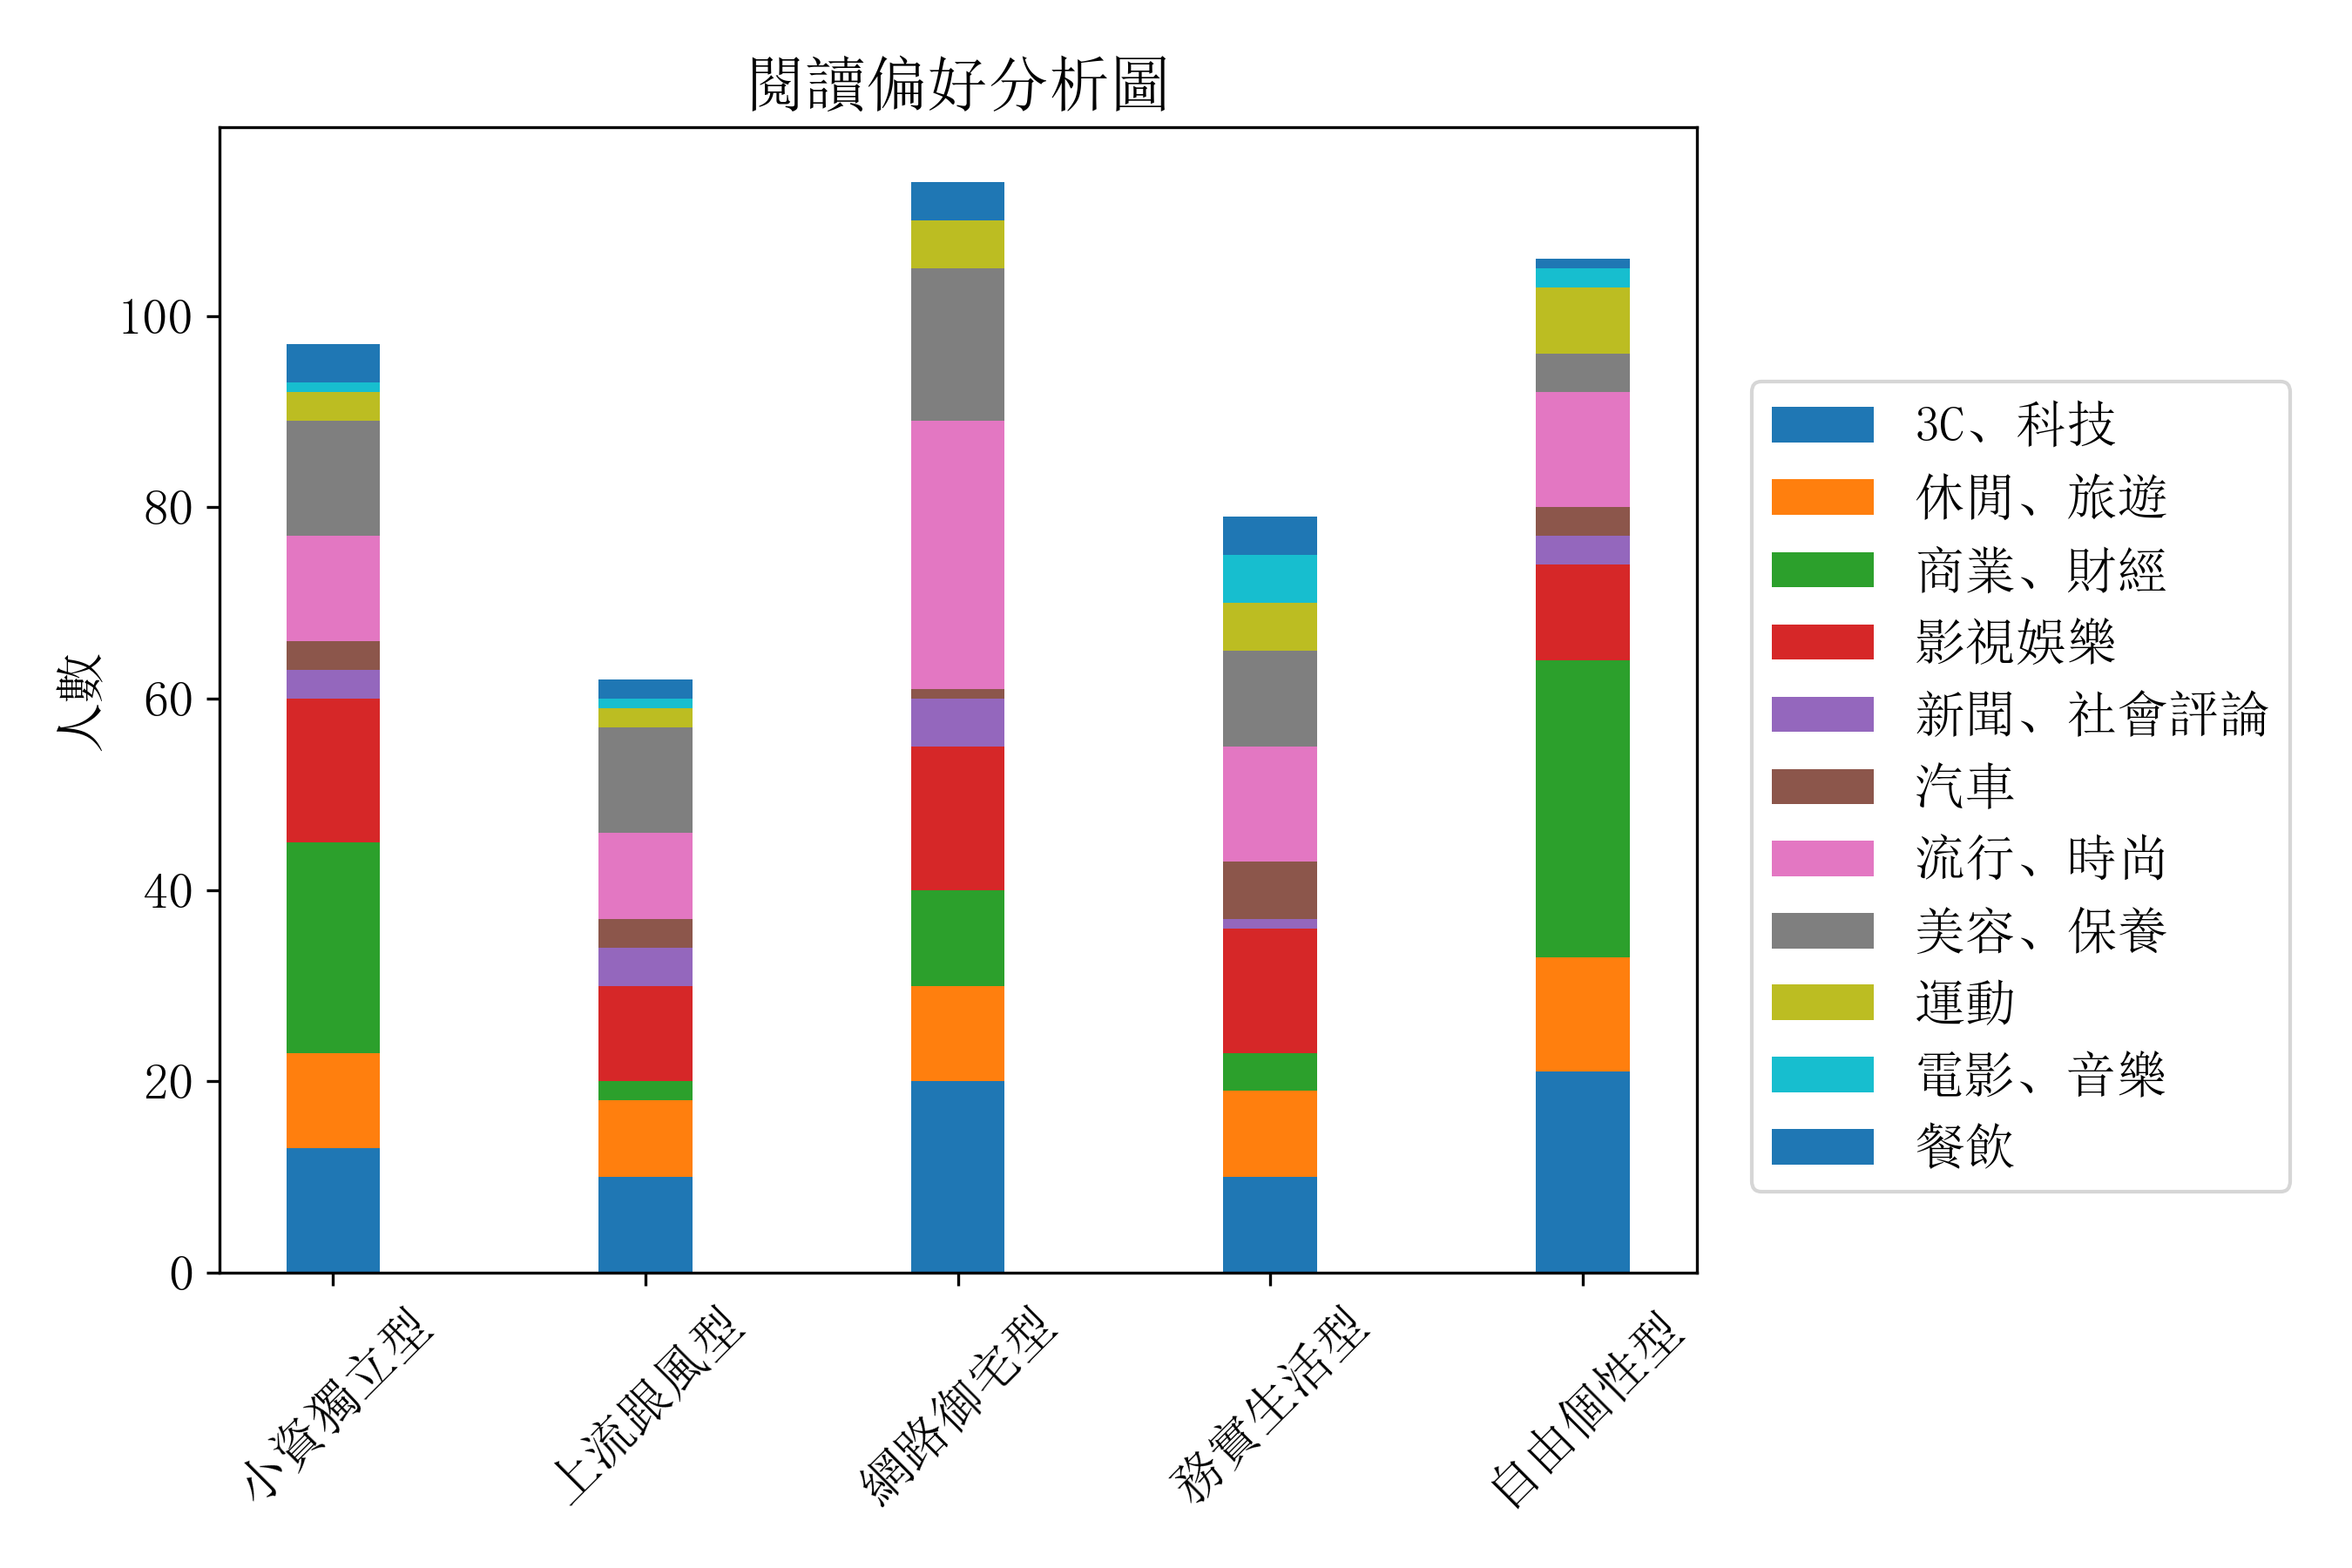 閱讀偏好分析圖
人數
100
80
60
40
20
0
小資獨立型
上流跟風型
網路御宅型
務實生活型
自由個性型
3C、科技
休閒、旅遊
商業、財經
影視娛樂
新聞、社會評論
汽車
流行、時尚
美容、保養
運動
電影、音樂
餐飲